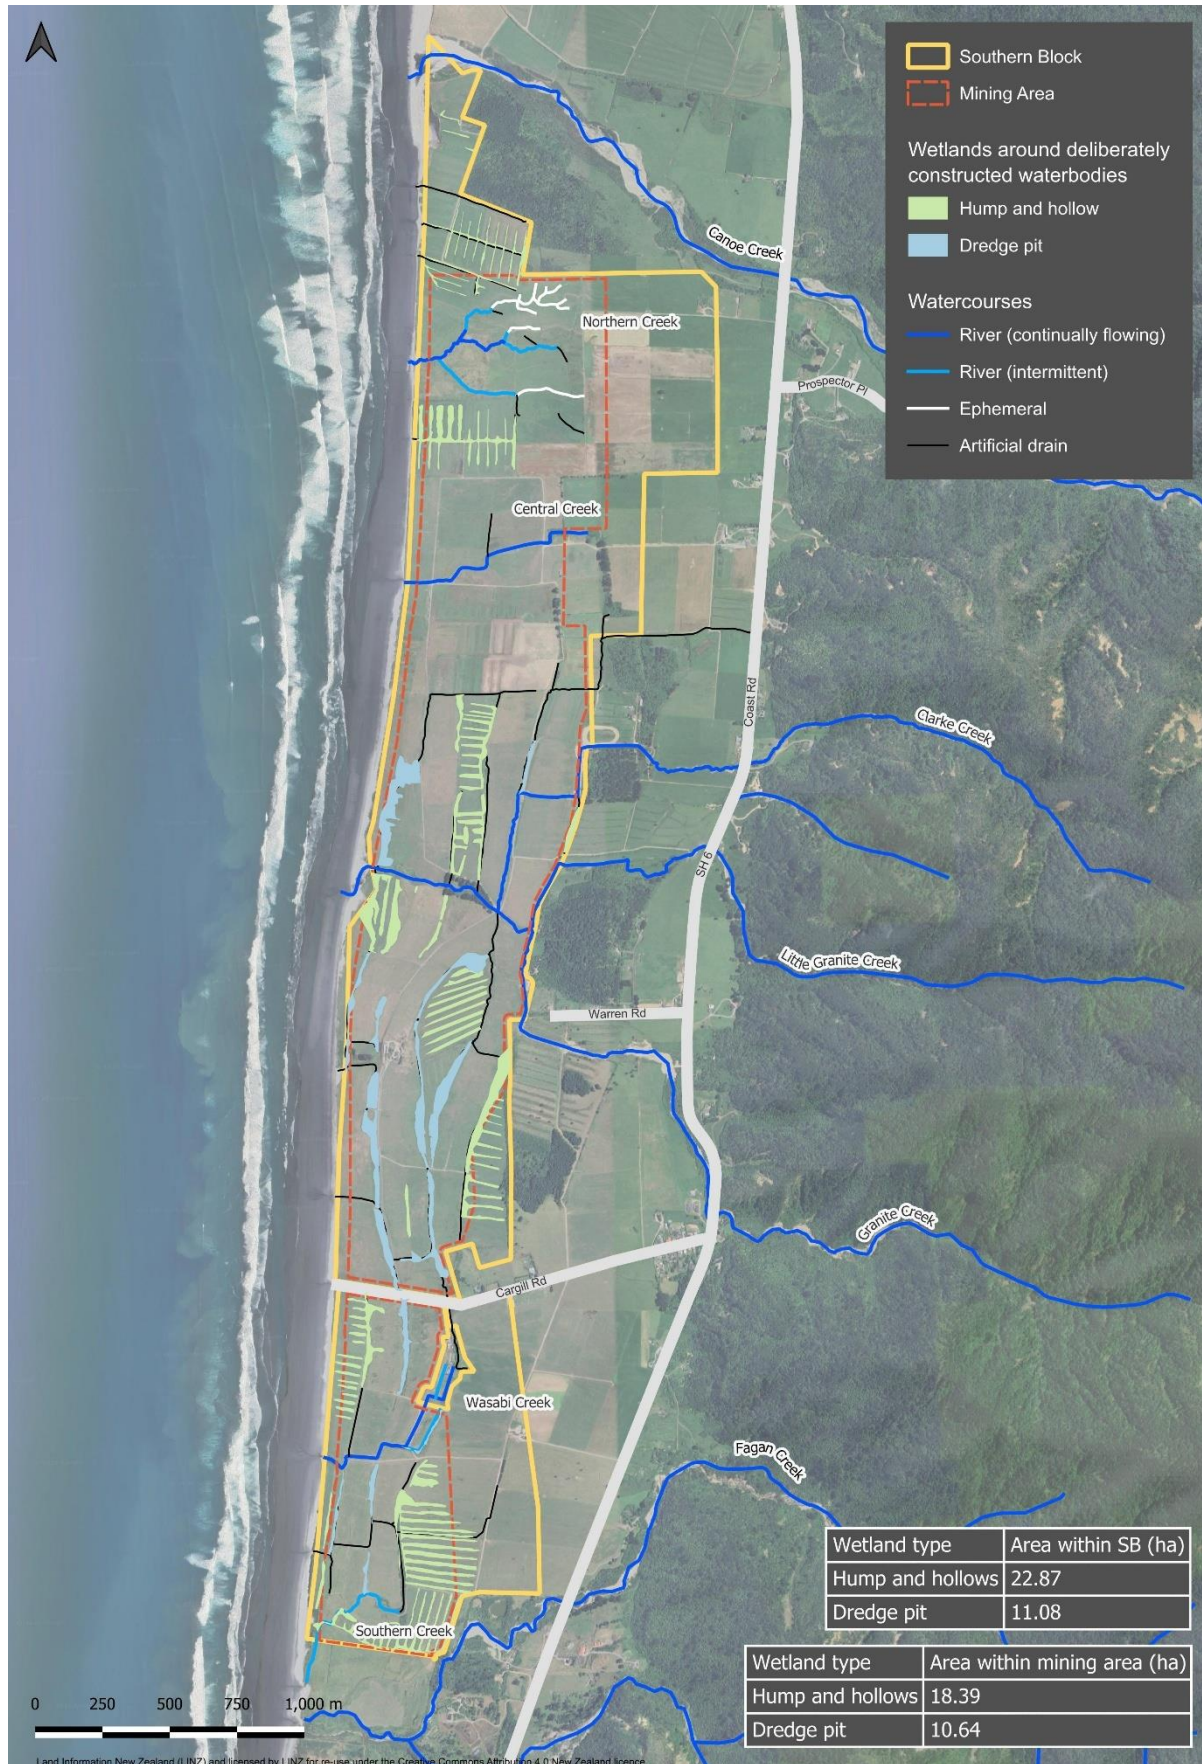 Southern Block
Mining Area
Wetlands around deliberately
constructed waterbodies
Hump and hollow
Dredge pit
Watercourses
River (continually flowing)
River (intermittent)
Ephemeral
Artificial drain
Canoe Creek
Northern Creek
Prospector Pl
Central Creek
Coast Rd
Clarke Creek
SH 6
Little Granite Creek
Warren Rd
Granite Creek
Cargill Rd
Wasabi Creek
Fagan Creek
Southern Creek
Wetland type Area within SB (ha)
Hump and hollows 22.87
Dredge pit 11.08
Wetland type Area within mining area (ha)
Hump and hollows 18.39
Dredge pit 10.64
0 250 500 750 1,000 m
Land Information New Zealand (LINZ) and licensed by LINZ for re-use under the Creative Commons Attribution 4.0 New Zealand licence